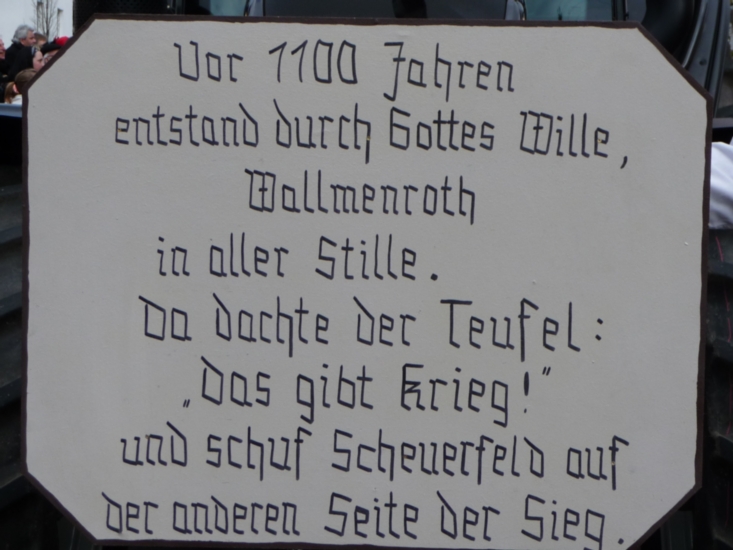 Vor 1100 Jahren
entstand durch Gottes Wille,
Wallmenroth
in aller Stille.
Da dachte der Teufel:
„Das gibt Krieg!“
und schuf Scheuerfeld auf
der anderen Seite der Sieg.